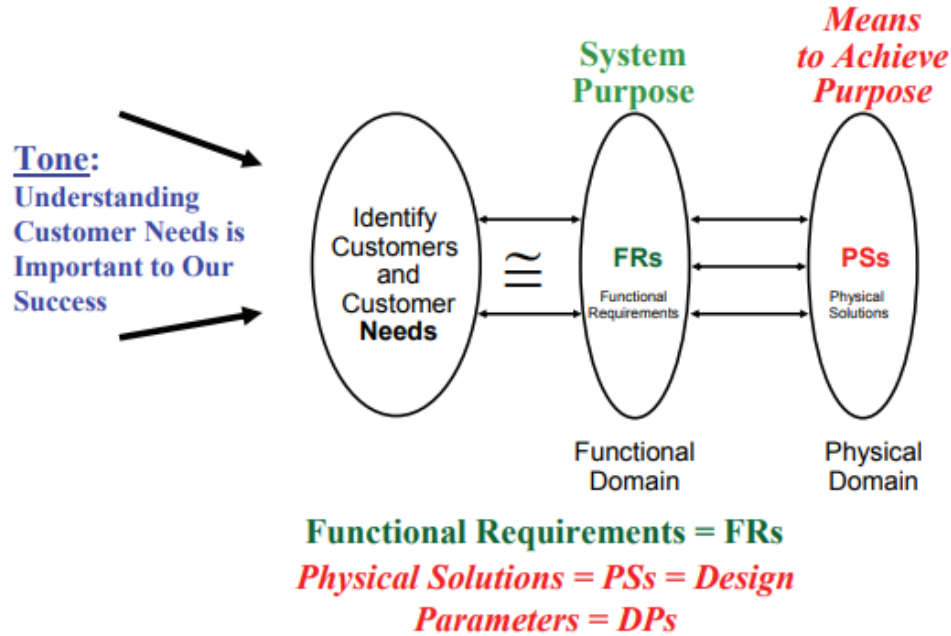 Means
to Achieve
Purpose
System
Purpose
Tone:
Understanding
Customer Needs is
Important to Our
Success
Identify
Customers
and
Customer
Needs
≅
FRs
Functional
Requirements
PSs
Physical
Solutions
Functional
Domain
Physical
Domain
Functional Requirements = FRs
Physical Solutions = PSs = Design
Parameters = DPs